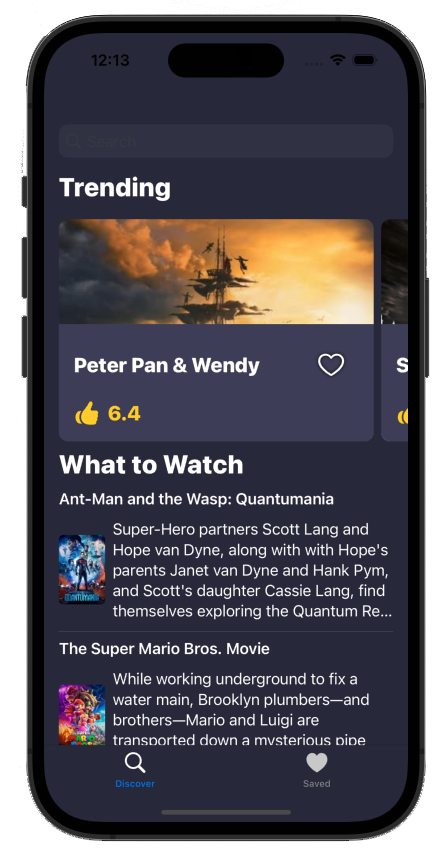 12:13
Search
Trending
Peter Pan & Wendy
S
6.4
What to Watch
Ant-Man and the Wasp: Quantumania
Super-Hero partners Scott Lang and
Hope van Dyne, along with with Hope's
parents Janet van Dyne and Hank Pym,
and Scott's daughter Cassie Lang, find
themselves exploring the Quantum Re...
QUANTUMANIA
The Super Mario Bros. Movie
While working underground to fix a
water main, Brooklyn plumbers—and
brothers—Mario and Luigi are
transported down a mysterious pipe
Discover
Saved